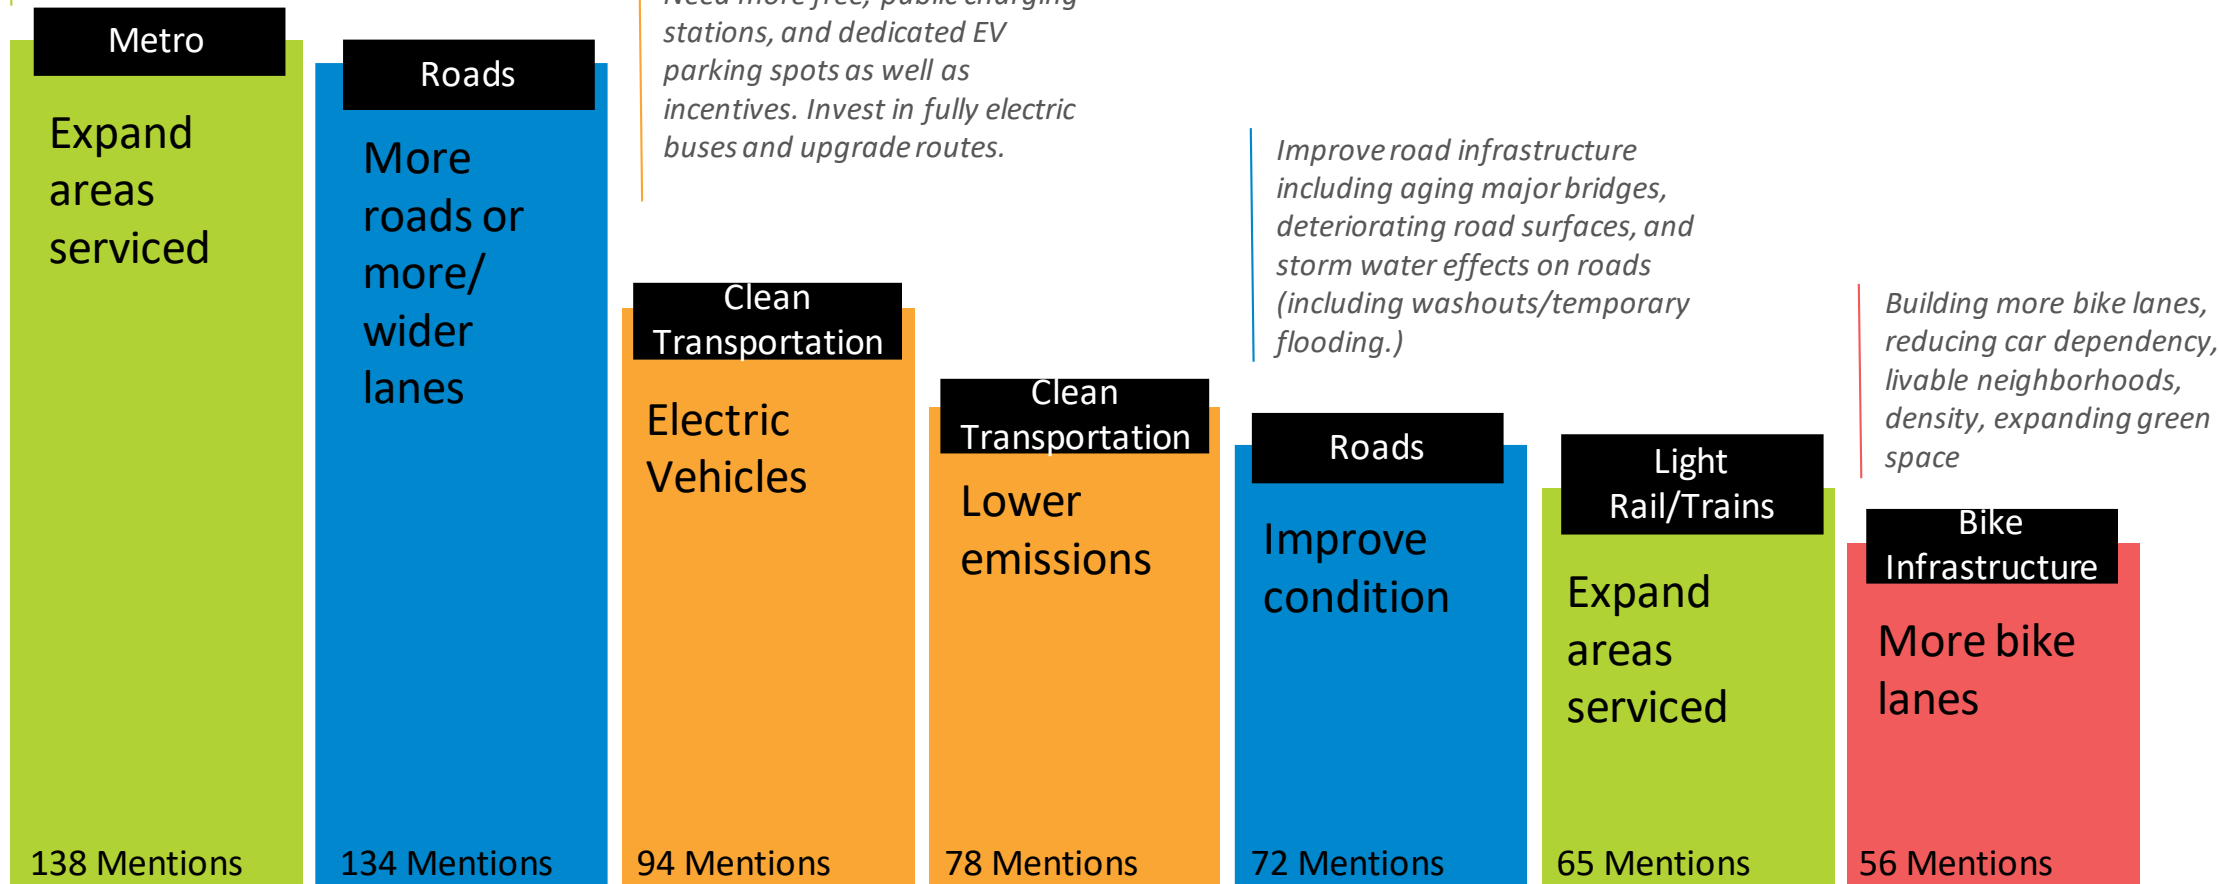 Metro
Expand
areas
serviced
138 Mentions
Roads
More
roads or
more/
wider
lanes
134 Mentions
Need more free, public charging
stations, and dedicated EV
parking spots as well as
incentives. Invest in fully electric
buses and upgrade routes.
Clean
Transportation
Electric
Vehicles
94 Mentions
Clean
Transportation
Lower
emissions
78 Mentions
Improve road infrastructure
including aging major bridges,
deteriorating road surfaces, and
storm water effects on roads
(including washouts/temporary
flooding.)
Roads
Improve
condition
72 Mentions
Light
Rail/Trains
Expand
areas
serviced
65 Mentions
Building more bike lanes,
reducing car dependency,
livable neighborhoods,
density, expanding green
space
Bike
Infrastructure
More bike
lanes
56 Mentions